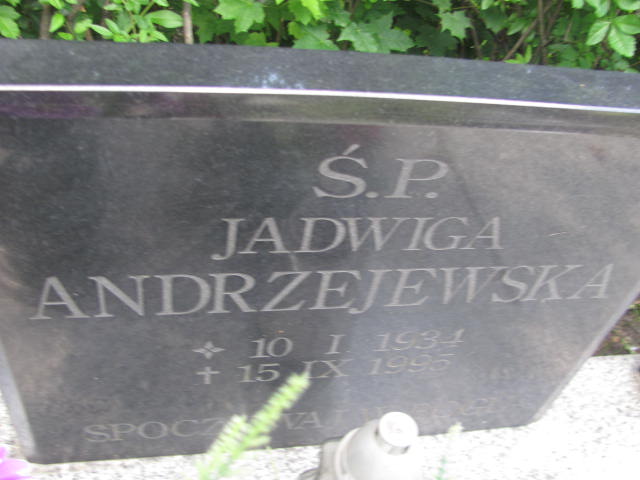 Ś.P.
JADWIGA
ANDRZEJEWSKA
10 I 1934
15 IX 1995